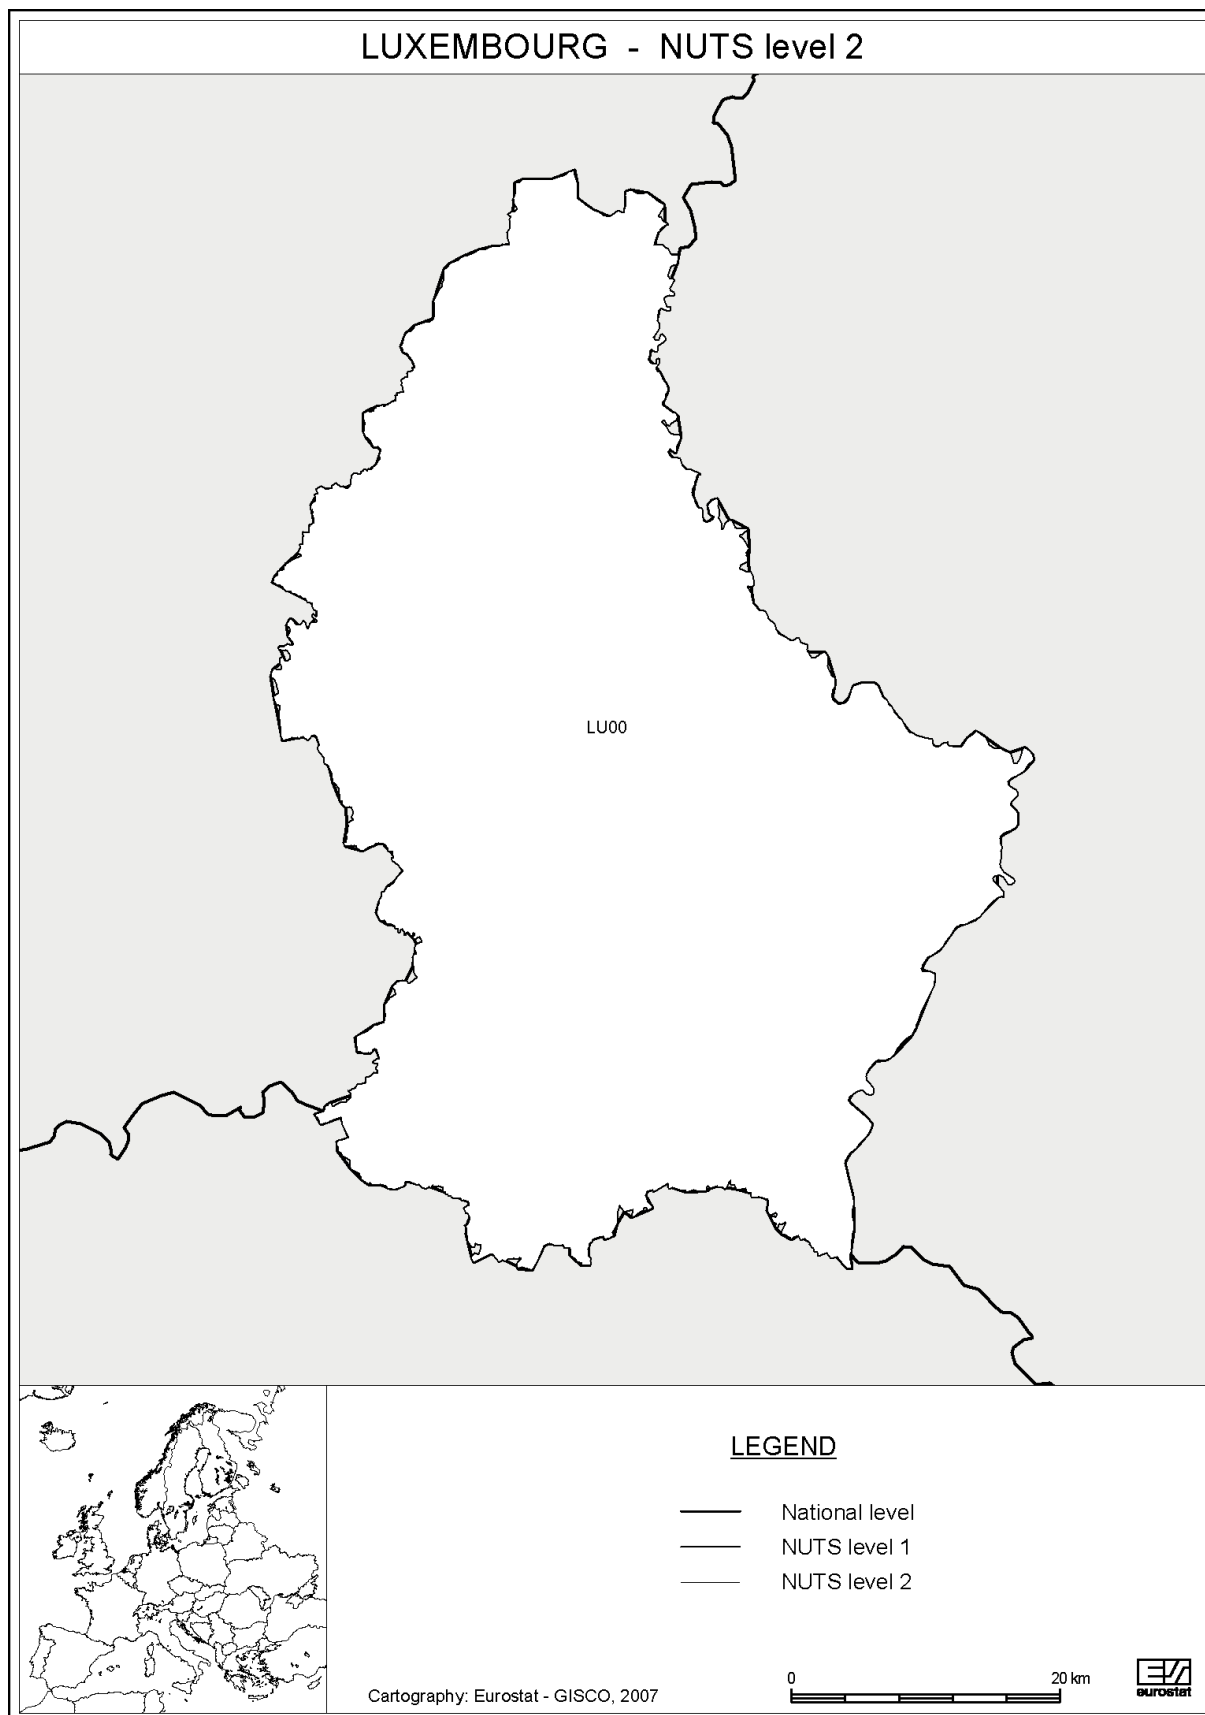 LUXEMBOURG - NUTS level 2
LU00
LEGEND
National level
NUTS level 1
NUTS level 2
Cartography: Eurostat - GISCO, 2007
0 20 km
eurostat